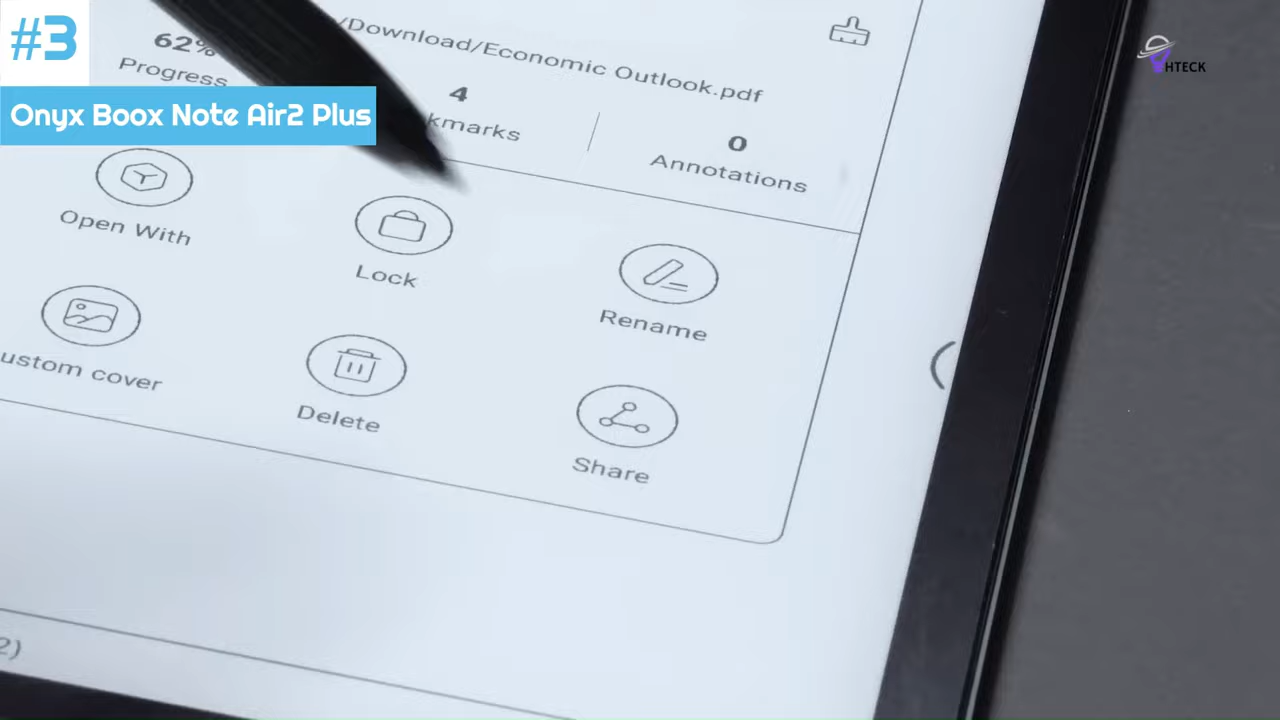 #3
Onyx Boox Note Air2 Plus
HTECK
/Download/Economic Outlook.pdf
62%
Progress
4
kmarks
0
Annotations
Open With
Lock
Rename
ustom cover
Delete
Share
2)